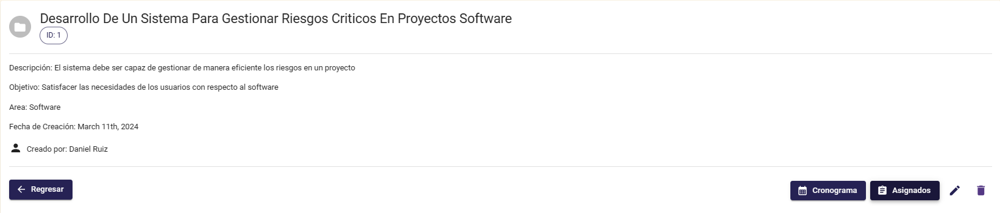 Desarrollo De Un Sistema Para Gestionar Riesgos Criticos En Proyectos Software
ID: 1
Descripción: El sistema debe ser capaz de gestionar de manera eficiente los riesgos en un proyecto
Objetivo: Satisfacer las necesidades de los usuarios con respecto al software
Area: Software
Fecha de Creación: March 11th, 2024
Creado por: Daniel Ruiz
Regresar
Cronograma
Asignados